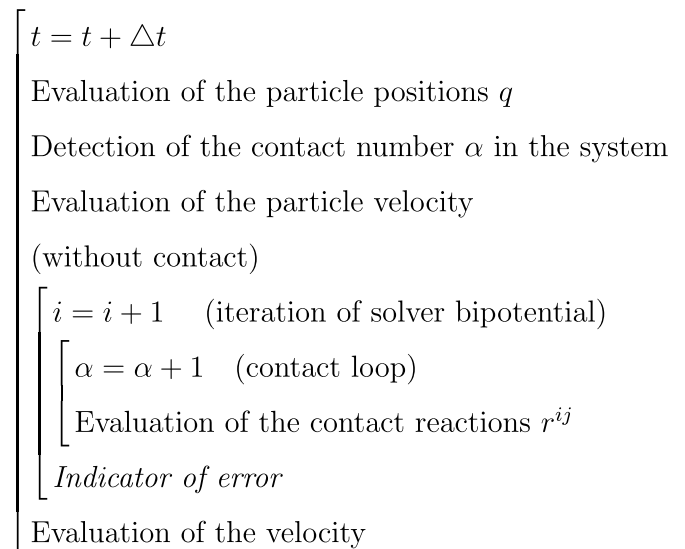 t = t + △t
Evaluation of the particle positions q
Detection of the contact number α in the system
Evaluation of the particle velocity
(without contact)
i = i + 1 (iteration of solver bipotential)
α = α + 1 (contact loop)
Evaluation of the contact reactions r^{ij}
Indicator of error
Evaluation of the velocity